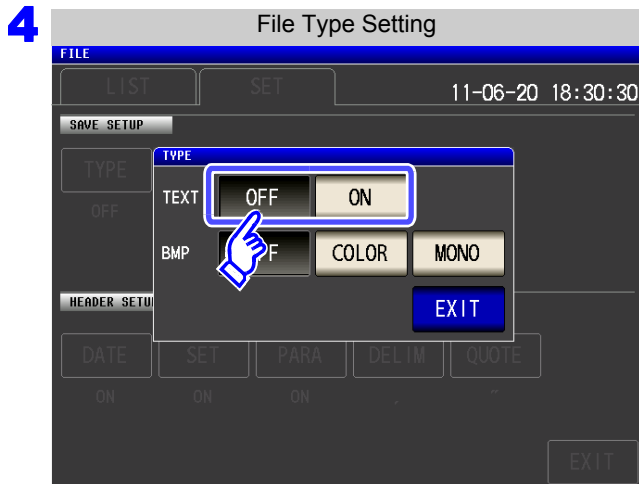 4
File Type Setting
FILE
LIST SET 11-06-20 18:30:30
SAVE SETUP
TYPE
OFF
TYPE
TEXT OFF ON
BMP OFF COLOR MONO
EXIT
HEADER SETU
DATE SET PARA DELIM QUOTE
ON ON ON , "
EXIT